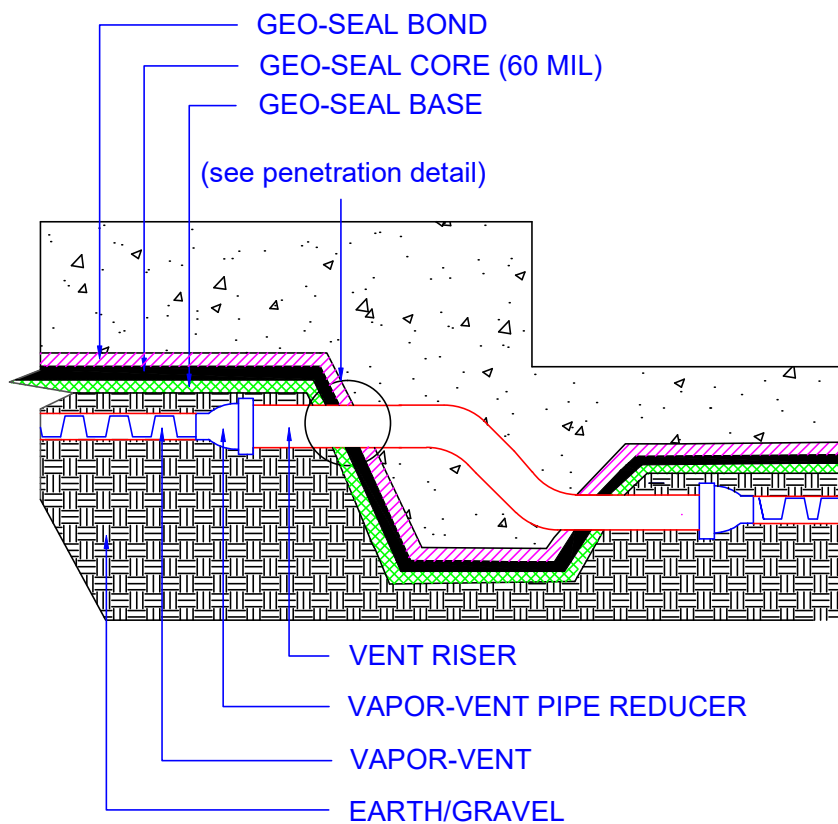 GEO-SEAL BOND
GEO-SEAL CORE (60 MIL)
GEO-SEAL BASE
(see penetration detail)
VENT RISER
VAPOR-VENT PIPE REDUCER
VAPOR-VENT
EARTH/GRAVEL